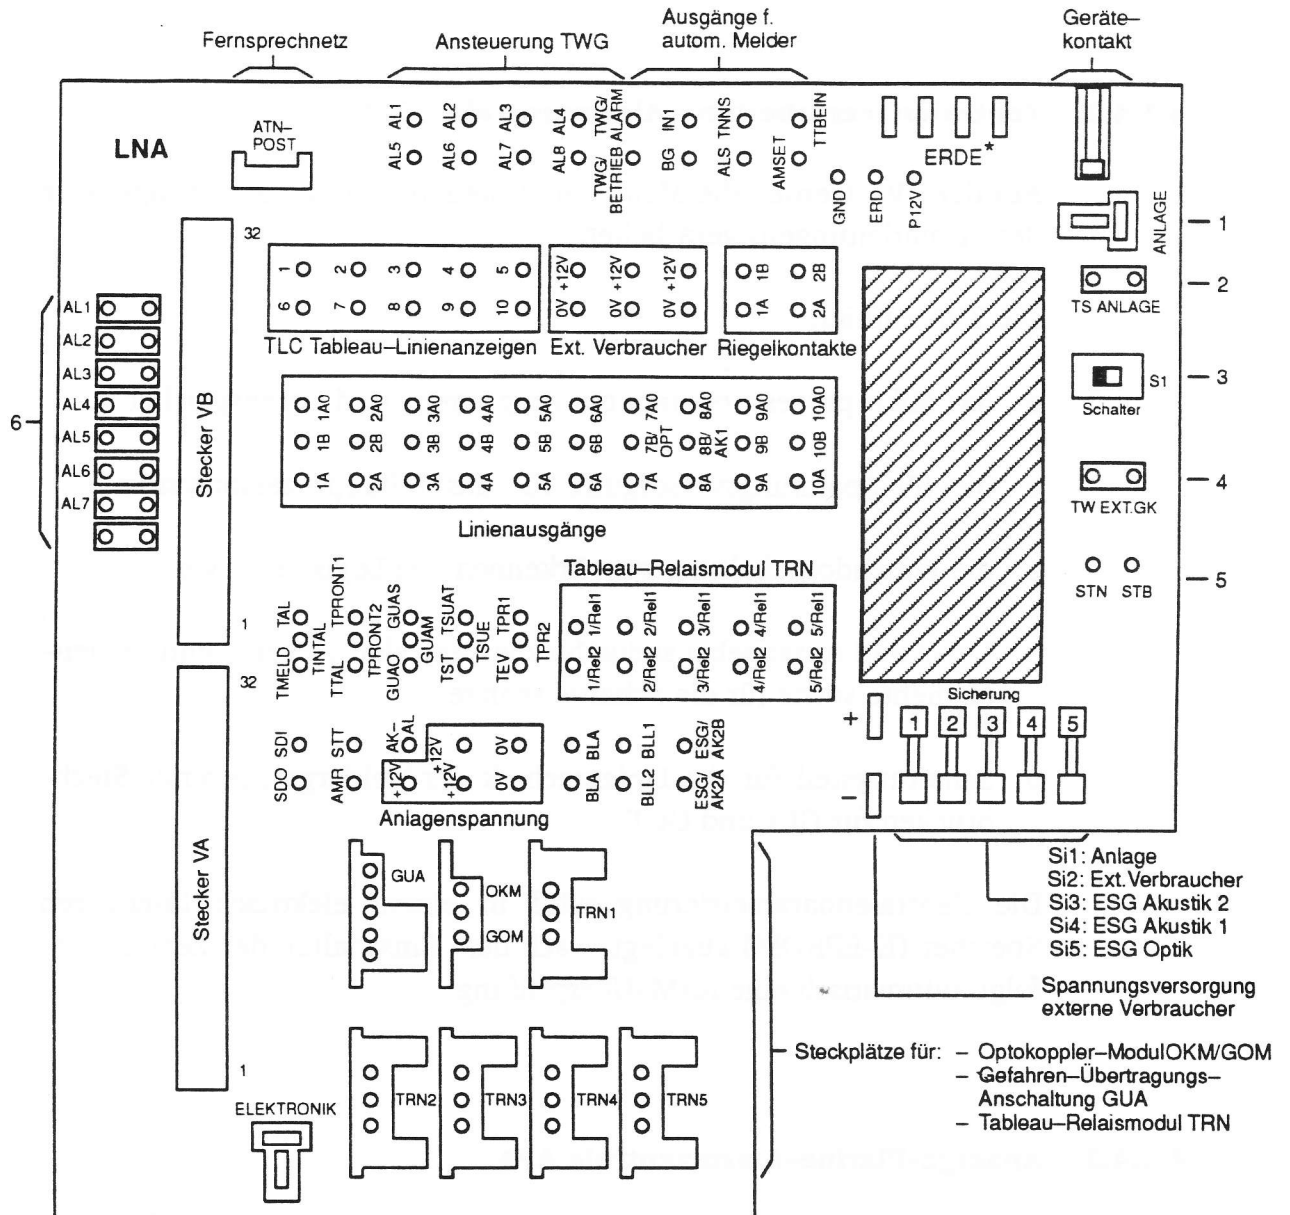 Ausgänge f.
autom. Melder
Geräte–
kontakt
Fernsprechnetz
Ansteuerung TWG
LNA
ATN–
POST
AL1
AL2
AL3
AL4
TWG/
ALARM
IN1
TNNS
TTBEIN
AL5
AL6
AL7
AL8
TWG/
BETRIEB
BG
ALS
AMSET
ERDE*
GND
ERD
P12V
ANLAGE
1
32
1
2
3
4
5
+12V
+12V
+12V
1B
2B
6
7
8
9
10
0V
0V
0V
1A
2A
TLC Tableau–Linienanzeigen
Ext. Verbraucher
Riegelkontakte
TS ANLAGE
2
AL1
AL2
AL3
AL4
AL5
AL6
AL7
6
Stecker VB
S1
Schalter
3
1A0
2A0
3A0
4A0
5A0
6A0
7A0
8A0
9A0
10A0
1B
2B
3B
4B
5B
6B
7B/
OPT
8B/
AK1
9B
10B
1A
2A
3A
4A
5A
6A
7A
8A
9A
10A
Linienausgänge
TW EXT.GK
4
STN
STB
5
Tableau–Relaismodul TRN
1
TAL
TPRONT1
GUAS
TSUAT
TPR1
1/Rel1
2/Rel1
3/Rel1
4/Rel1
5/Rel1
TINTAL
TPRONT2
GUAM
TSUE
TPR2
TMELD
TTAL
GUAO
TST
TEV
1/Rel2
2/Rel2
3/Rel2
4/Rel2
5/Rel2
32
Sicherung
+
1
2
3
4
5
–
SDI
STT
AK–
AL
+12V
0V
BLA
BLL1
ESG/
AK2B
SDO
AMR
+12V
+12V
0V
BLA
BLL2
ESG/
AK2A
Anlagenspannung
Stecker VA
GUA
OKM
GOM
TRN1
Si1: Anlage
Si2: Ext.Verbraucher
Si3: ESG Akustik 2
Si4: ESG Akustik 1
Si5: ESG Optik
Spannungsversorgung
externe Verbraucher
1
ELEKTRONIK
TRN2
TRN3
TRN4
TRN5
Steckplätze für:
– Optokoppler–ModulOKM/GOM
– Gefahren–Übertragungs–
Anschaltung GUA
– Tableau–Relaismodul TRN